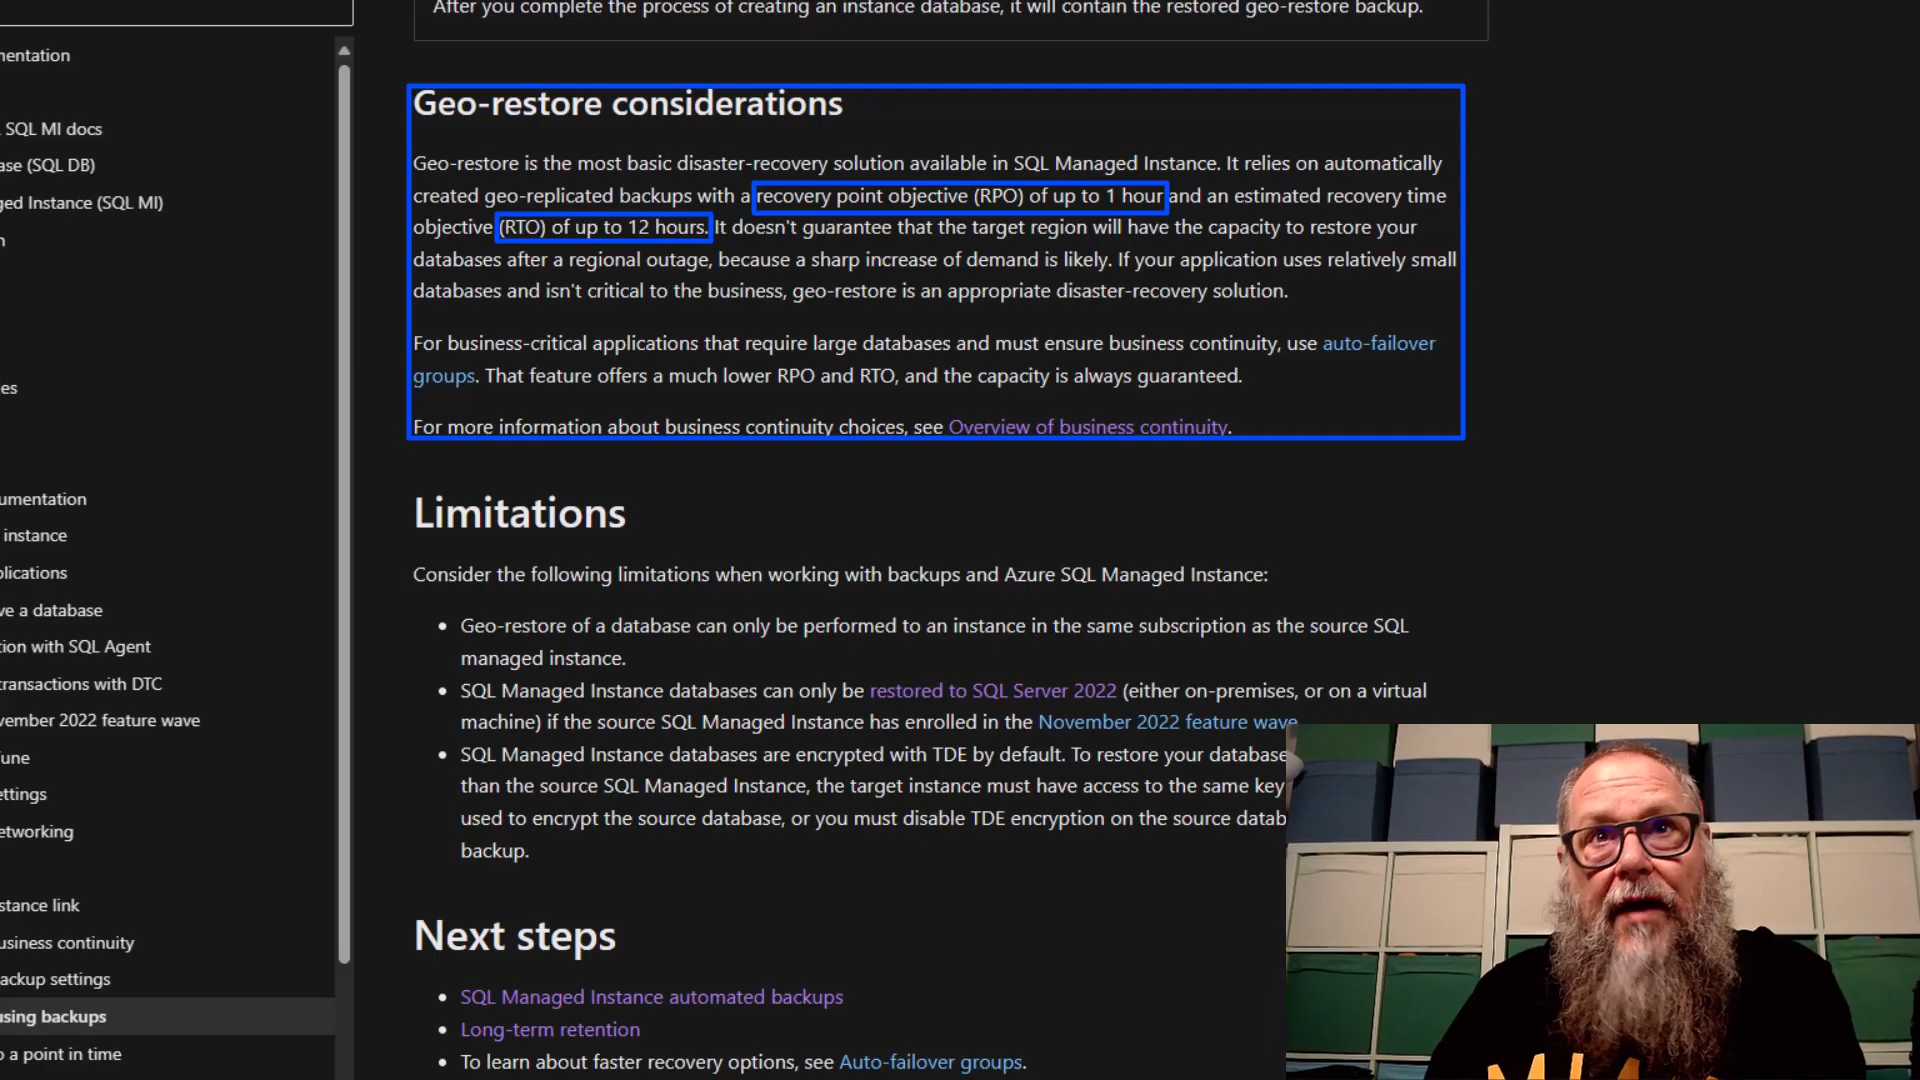 After you complete the process of creating an instance database, it will contain the restored geo-restore backup.
Geo-restore considerations
Geo-restore is the most basic disaster-recovery solution available in SQL Managed Instance. It relies on automatically
created geo-replicated backups with a recovery point objective (RPO) of up to 1 hour and an estimated recovery time
objective (RTO) of up to 12 hours. It doesn't guarantee that the target region will have the capacity to restore your
databases after a regional outage, because a sharp increase of demand is likely. If your application uses relatively small
databases and isn't critical to the business, geo-restore is an appropriate disaster-recovery solution.
For business-critical applications that require large databases and must ensure business continuity, use auto-failover
groups. That feature offers a much lower RPO and RTO, and the capacity is always guaranteed.
For more information about business continuity choices, see Overview of business continuity.
Limitations
Consider the following limitations when working with backups and Azure SQL Managed Instance:
• Geo-restore of a database can only be performed to an instance in the same subscription as the source SQL
managed instance.
• SQL Managed Instance databases can only be restored to SQL Server 2022 (either on-premises, or on a virtual
machine) if the source SQL Managed Instance has enrolled in the November 2022 feature wave
• SQL Managed Instance databases are encrypted with TDE by default. To restore your database
than the source SQL Managed Instance, the target instance must have access to the same key
used to encrypt the source database, or you must disable TDE encryption on the source datab
backup.
Next steps
• SQL Managed Instance automated backups
• Long-term retention
• To learn about faster recovery options, see Auto-failover groups.
nentation
SQL MI docs
ase (SQL DB)
ged Instance (SQL MI)
n
es
umentation
instance
plications
ve a database
tion with SQL Agent
transactions with DTC
vember 2022 feature wave
une
ettings
etworking
stance link
usiness continuity
ackup settings
using backups
o a point in time